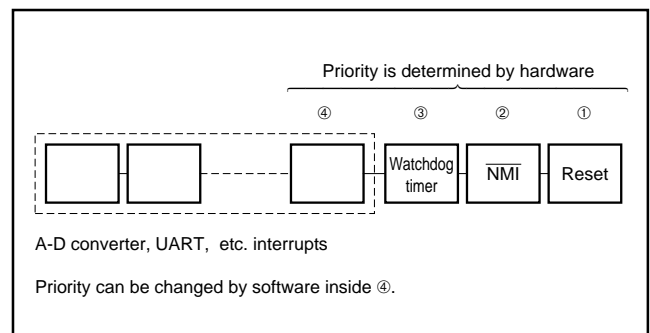 Priority is determined by hardware
④ ③ ② ①
Watchdog
timer
NMI
Reset
A-D converter, UART, etc. interrupts
Priority can be changed by software inside ④.